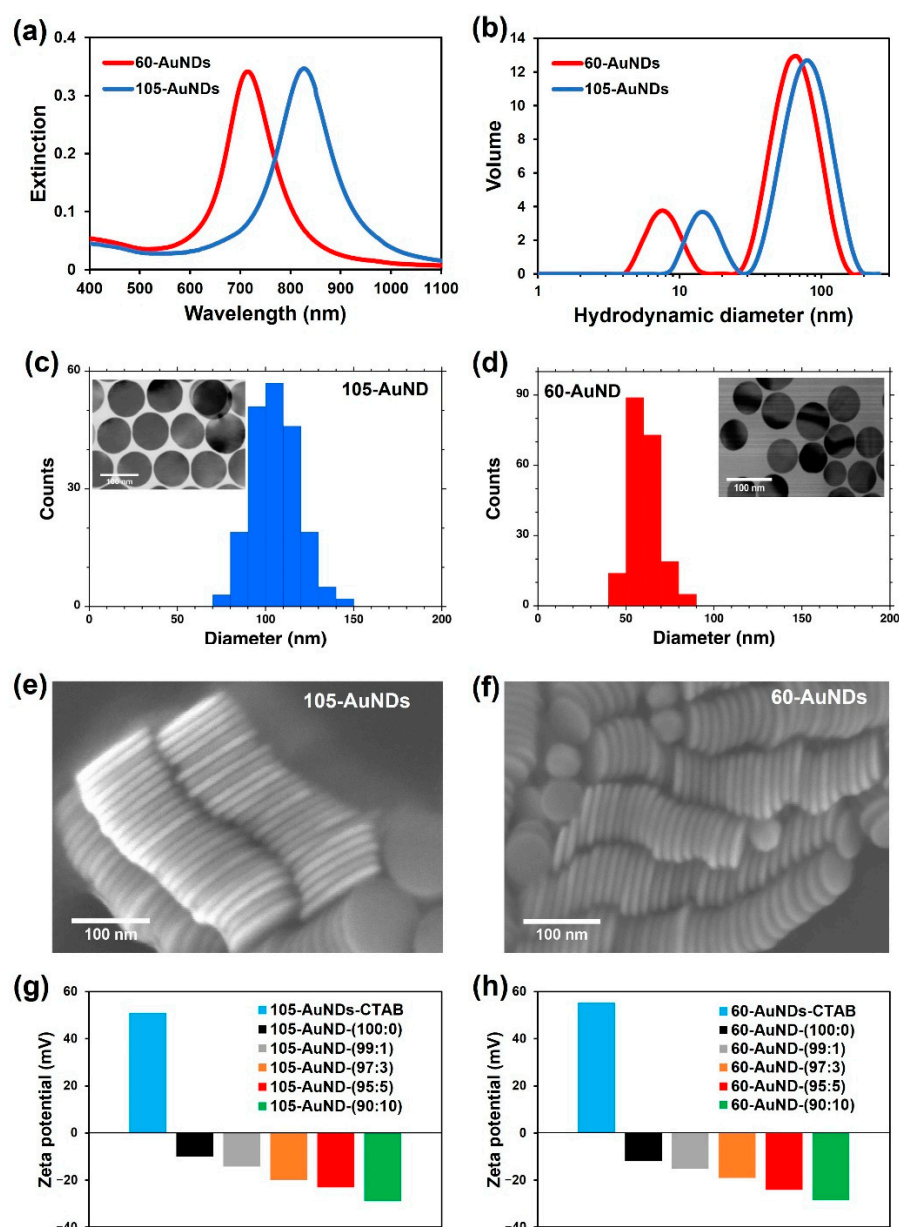 (a)
0.4
0.3
0.2
0.1
0
Extinction
60-AuNDs
105-AuNDs
400 500 600 700 800 900 1000 1100
Wavelength (nm)
(b)
14
12
10
8
6
4
2
0
Volume
60-AuNDs
105-AuNDs
1 10 100
Hydrodynamic diameter (nm)
(c)
60
30
0
Counts
105-AuND
100 nm
0 50 100 150 200
Diameter (nm)
(d)
90
60
30
0
Counts
60-AuND
100 nm
0 50 100 150 200
Diameter (nm)
(e)
105-AuNDs
100 nm
(f)
60-AuNDs
100 nm
(g)
60
40
20
0
−20
−40
Zeta potential (mV)
105-AuNDs-CTAB
105-AuND-(100:0)
105-AuND-(99:1)
105-AuND-(97:3)
105-AuND-(95:5)
105-AuND-(90:10)
(h)
60
40
20
0
−20
−40
Zeta potential (mV)
60-AuNDs-CTAB
60-AuND-(100:0)
60-AuND-(99:1)
60-AuND-(97:3)
60-AuND-(95:5)
60-AuND-(90:10)